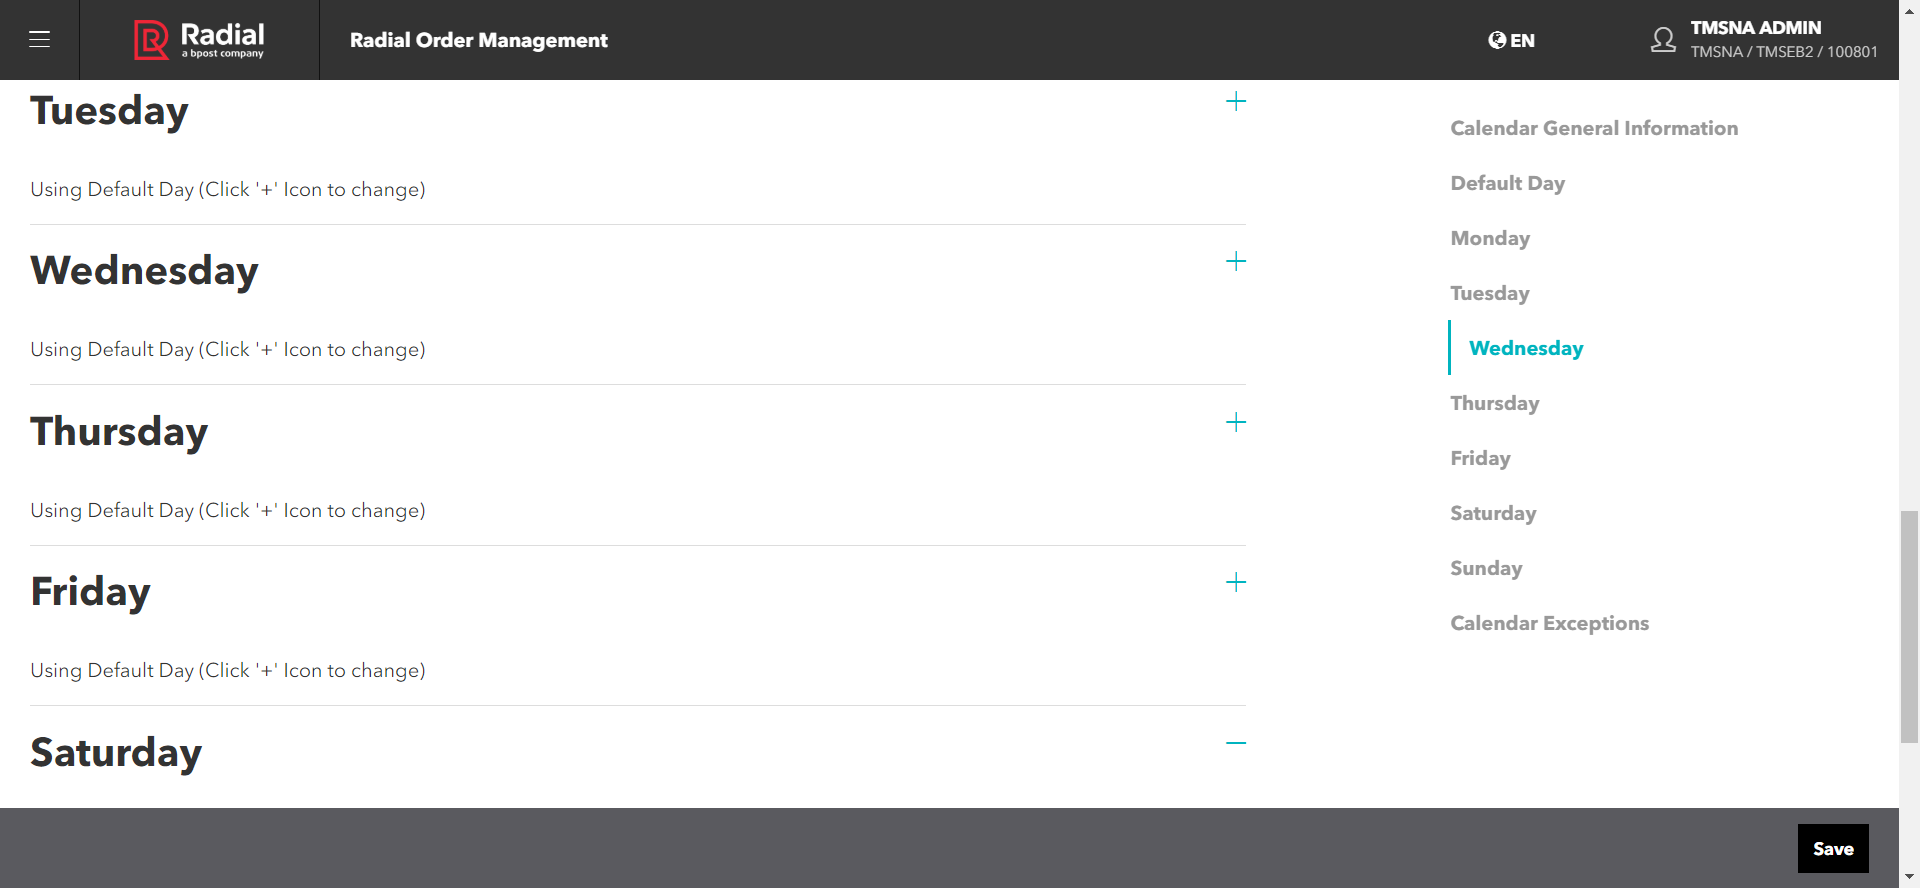 Radial
a bpost company
Radial Order Management
EN
TMSNA ADMIN
TMSNA / TMSEB2 / 100801
Tuesday
Using Default Day (Click '+' Icon to change)
Wednesday
Using Default Day (Click '+' Icon to change)
Thursday
Using Default Day (Click '+' Icon to change)
Friday
Using Default Day (Click '+' Icon to change)
Saturday
Calendar General Information
Default Day
Monday
Tuesday
Wednesday
Thursday
Friday
Saturday
Sunday
Calendar Exceptions
Save